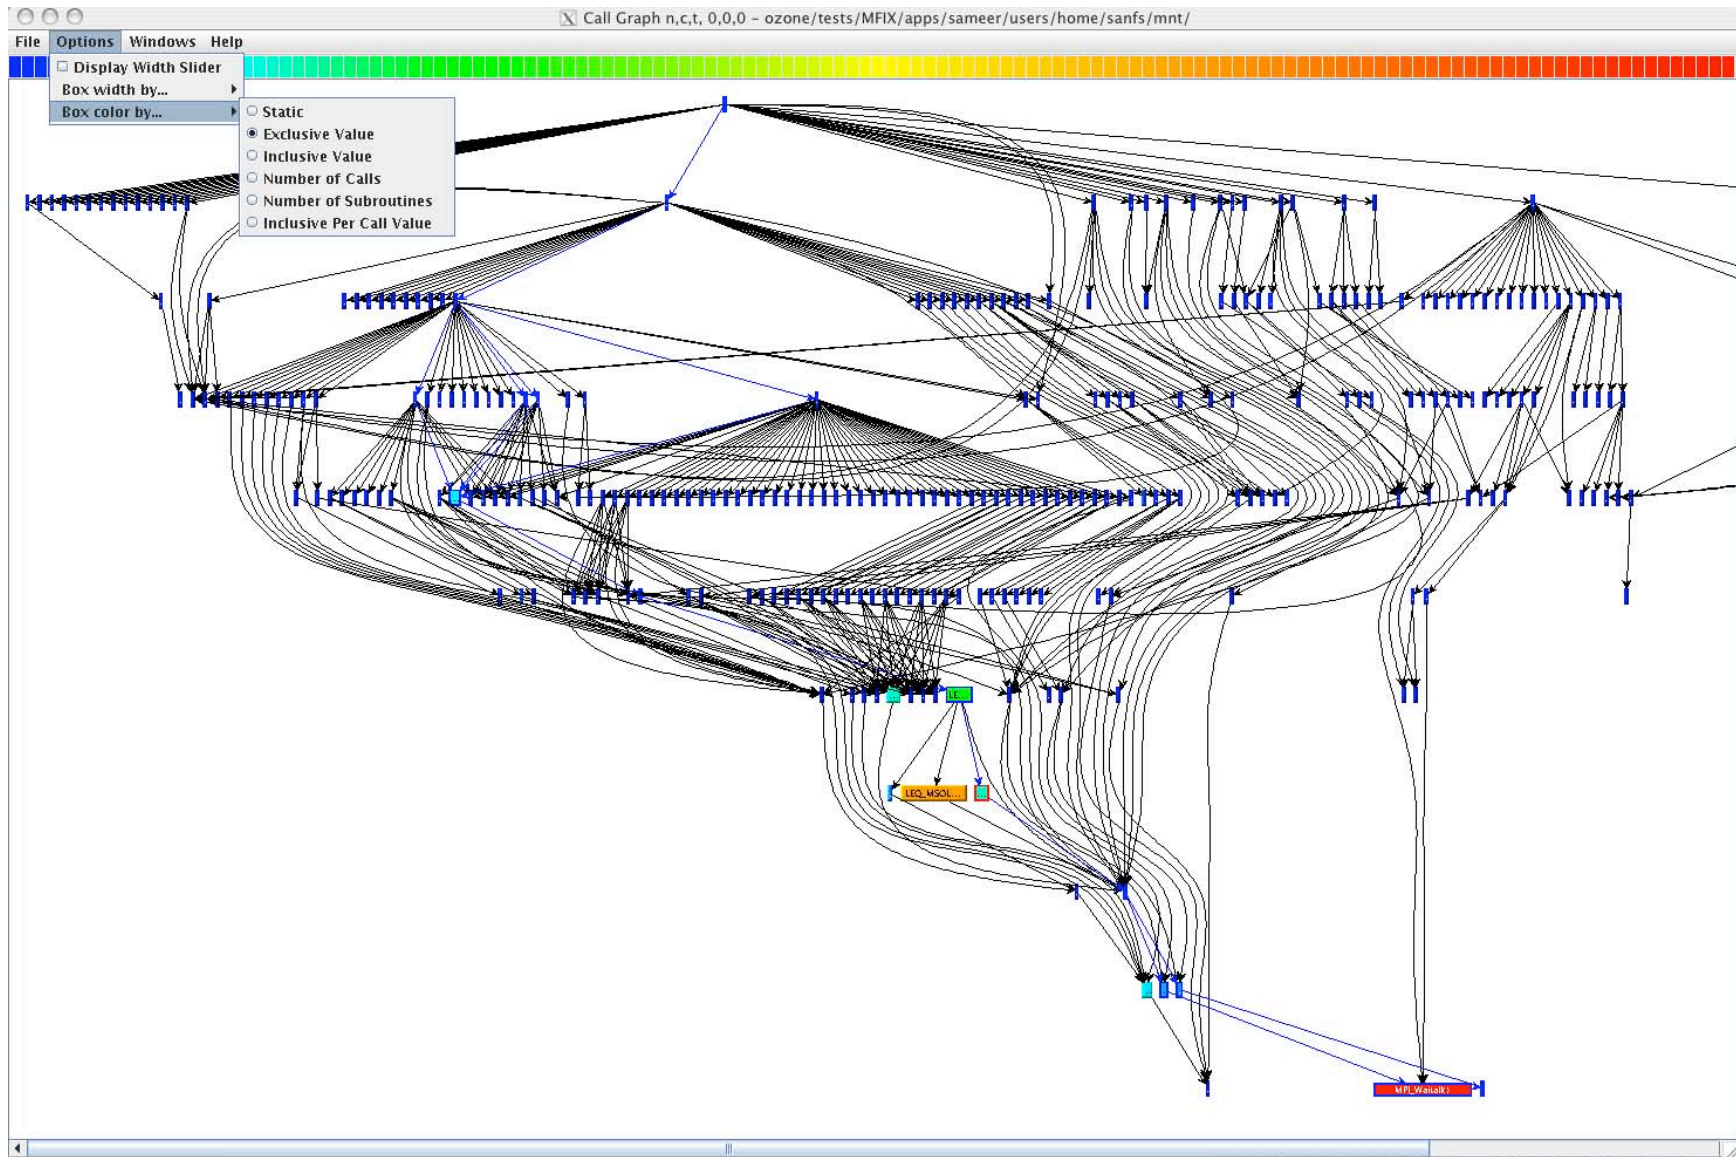 Call Graph n,c,t, 0,0,0 – ozone/tests/MFIX/apps/sameer/users/home/sanfs/mnt/
File Options Windows Help
Display Width Slider
Box width by...
Box color by...
Static
Exclusive Value
Inclusive Value
Number of Calls
Number of Subroutines
Inclusive Per Call Value
LE...
LEQ_MSOL...
...
MPI_Waitall()